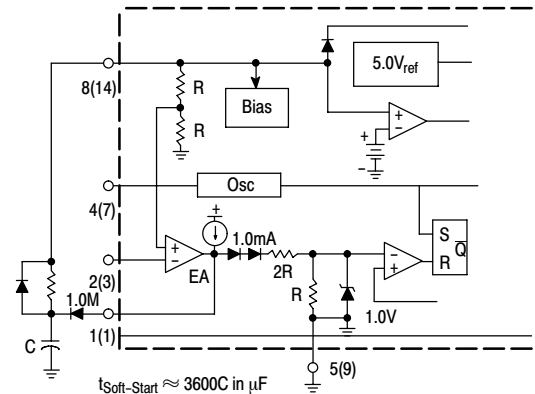 8(14)
R
R
Bias
5.0Vref
+
−
+
−
4(7)
Osc
+
1.0mA
2(3)
+
−
EA
2R
R
−
+
1.0V
S
R
Q̅
1.0M
1(1)
C
5(9)
tSoft-Start ≈ 3600C in µF